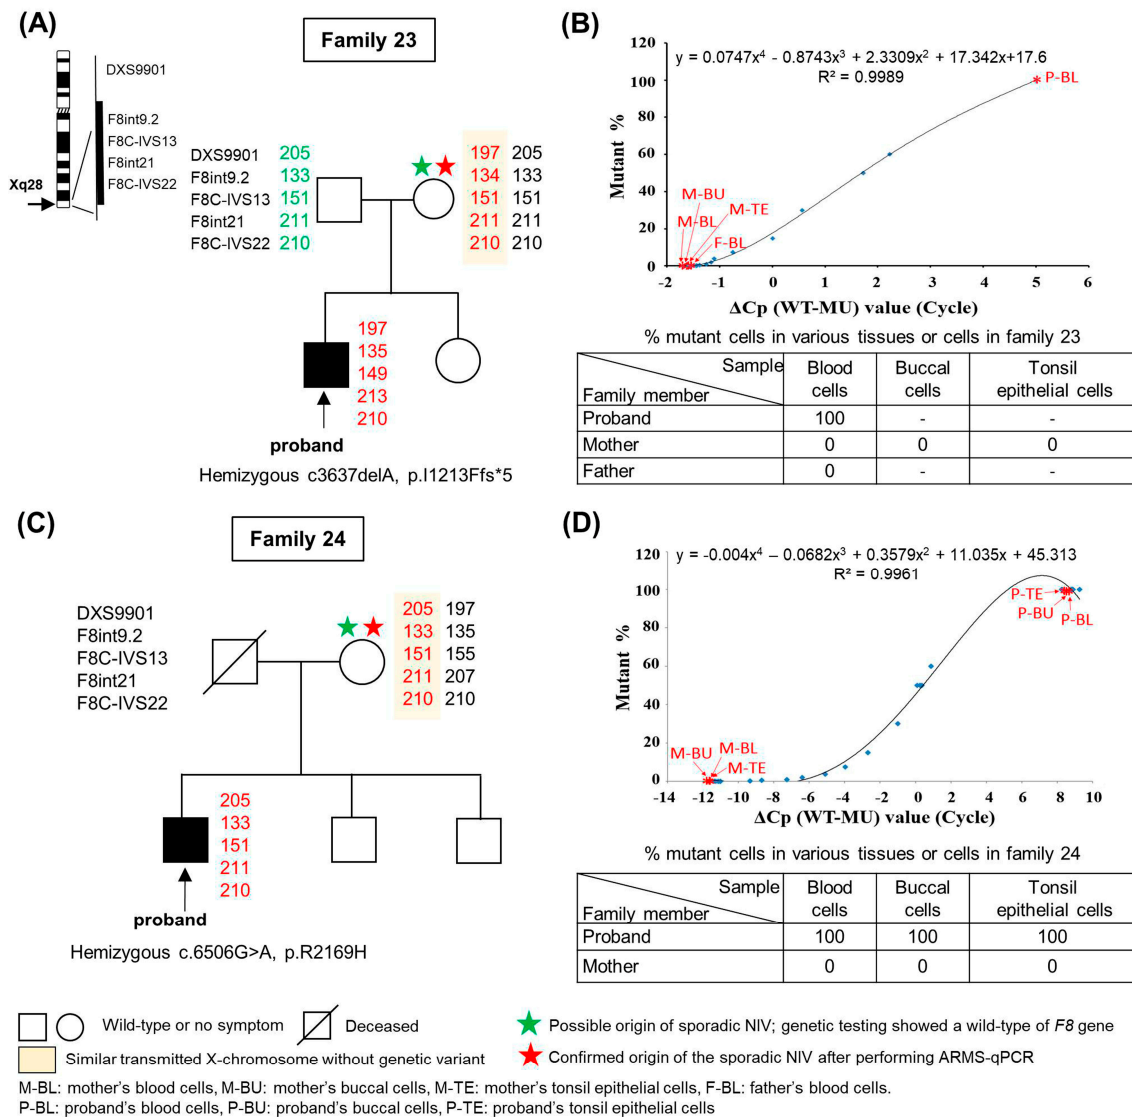 (A)
Family 23
DXS9901
F8int9.2
F8C-IVS13
F8int21
F8C-IVS22
Xq28
DXS9901 205
F8int9.2 133
F8C-IVS13 151
F8int21 211
F8C-IVS22 210
197 205
134 133
151 151
211 211
210 210
197
135
149
213
210
proband
Hemizygous c3637delA, p.I1213Ffs*5
(B)
y = 0.0747x⁴ - 0.8743x³ + 2.3309x² + 17.342x+17.6
R² = 0.9989
Mutant %
120
100
80
60
40
20
0
P-BL
M-BU
M-BL
M-TE
F-BL
-2 -1 0 1 2 3 4 5 6
ΔCp (WT-MU) value (Cycle)
% mutant cells in various tissues or cells in family 23
Sample
Family member
Blood cells
Buccal cells
Tonsil epithelial cells
Proband 100 - -
Mother 0 0 0
Father 0 - -
(C)
Family 24
DXS9901
F8int9.2
F8C-IVS13
F8int21
F8C-IVS22
205 197
133 135
151 155
211 207
210 210
205
133
151
211
210
proband
Hemizygous c.6506G>A, p.R2169H
(D)
y = -0.004x⁴ – 0.0682x³ + 0.3579x² + 11.035x + 45.313
R² = 0.9961
Mutant %
120
100
80
60
40
20
0
P-TE
P-BU
P-BL
M-BU
M-BL
M-TE
-14 -12 -10 -8 -6 -4 -2 0 2 4 6 8 10
ΔCp (WT-MU) value (Cycle)
% mutant cells in various tissues or cells in family 24
Sample
Family member
Blood cells
Buccal cells
Tonsil epithelial cells
Proband 100 100 100
Mother 0 0 0
Wild-type or no symptom
Deceased
Similar transmitted X-chromosome without genetic variant
Possible origin of sporadic NIV; genetic testing showed a wild-type of F8 gene
Confirmed origin of the sporadic NIV after performing ARMS-qPCR
M-BL: mother's blood cells, M-BU: mother's buccal cells, M-TE: mother's tonsil epithelial cells, F-BL: father's blood cells.
P-BL: proband's blood cells, P-BU: proband's buccal cells, P-TE: proband's tonsil epithelial cells